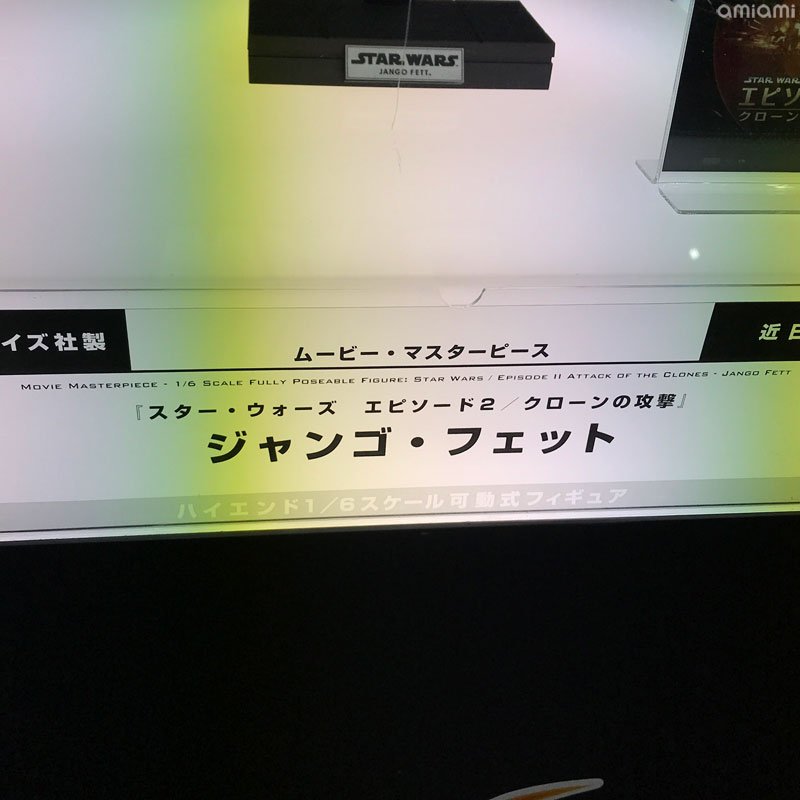 amiami
STAR WARS
JANGO FETT
STAR WARS
エピソ
クローン
イズ社製
ムービー・マスターピース
近日
MOVIE MASTERPIECE - 1/6 SCALE FULLY POSEABLE FIGURE: STAR WARS / EPISODE II ATTACK OF THE CLONES - JANGO FETT
『スター・ウォーズ　エピソード2／クローンの攻撃』
ジャンゴ・フェット
ハイエンド1／6スケール可動式フィギュア